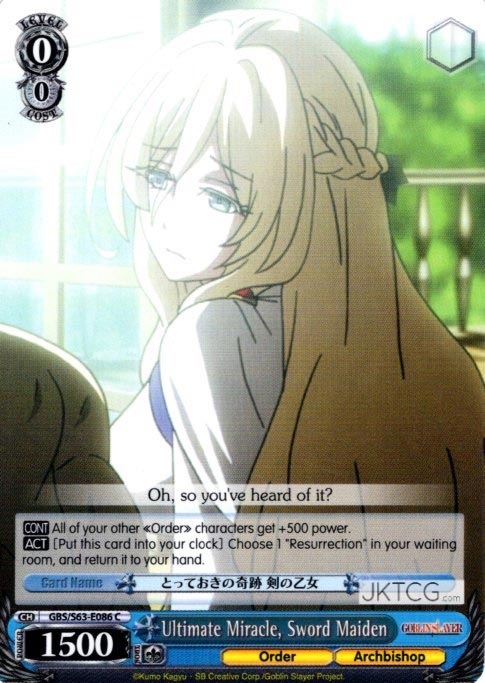 LEVEL
0
0
COST
Oh, so you've heard of it?
CONT All of your other «Order» characters get +500 power.
ACT [Put this card into your clock] Choose 1 "Resurrection" in your waiting
room, and return it to your hand.
Card Name とっておきの奇跡 剣の乙女
JKTCG.com
CH GBS/S63-E086 C
POWER 1500 SOUL Ultimate Miracle, Sword Maiden GOBLIN SLAYER
Order Archbishop
©Kumo Kagyu・SB Creative Corp./Goblin Slayer Project.